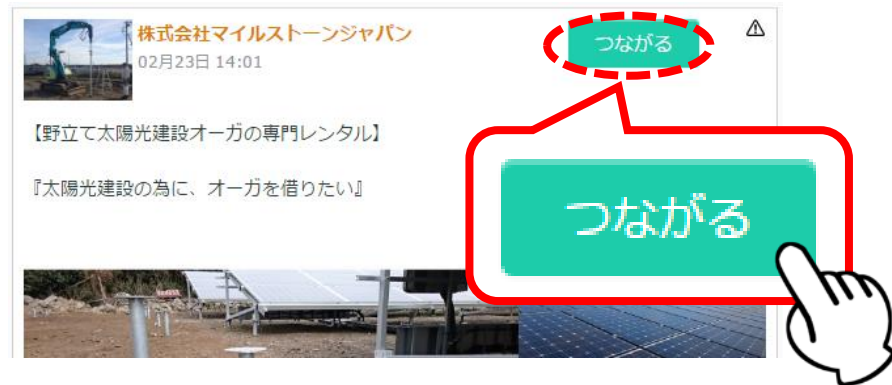 株式会社マイルストーンジャパン
つながる
02月23日 14:01
【野立て太陽光建設オーガの専門レンタル】
『太陽光建設の為に、オーガを借りたい』
つながる